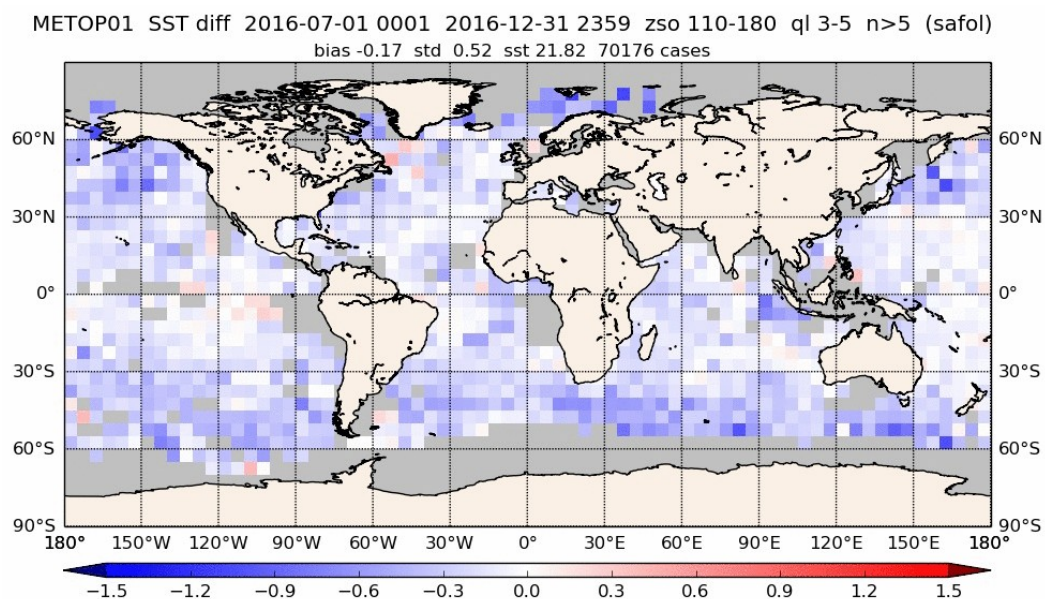 METOP01 SST diff 2016-07-01 0001 2016-12-31 2359 zso 110-180 ql 3-5 n>5 (safol)
bias -0.17 std 0.52 sst 21.82 70176 cases
60°N 60°N
30°N 30°N
0° 0°
30°S 30°S
60°S 60°S
90°S 90°S
180° 150°W 120°W 90°W 60°W 30°W 0° 30°E 60°E 90°E 120°E 150°E 180°
−1.5 −1.2 −0.9 −0.6 −0.3 0.0 0.3 0.6 0.9 1.2 1.5